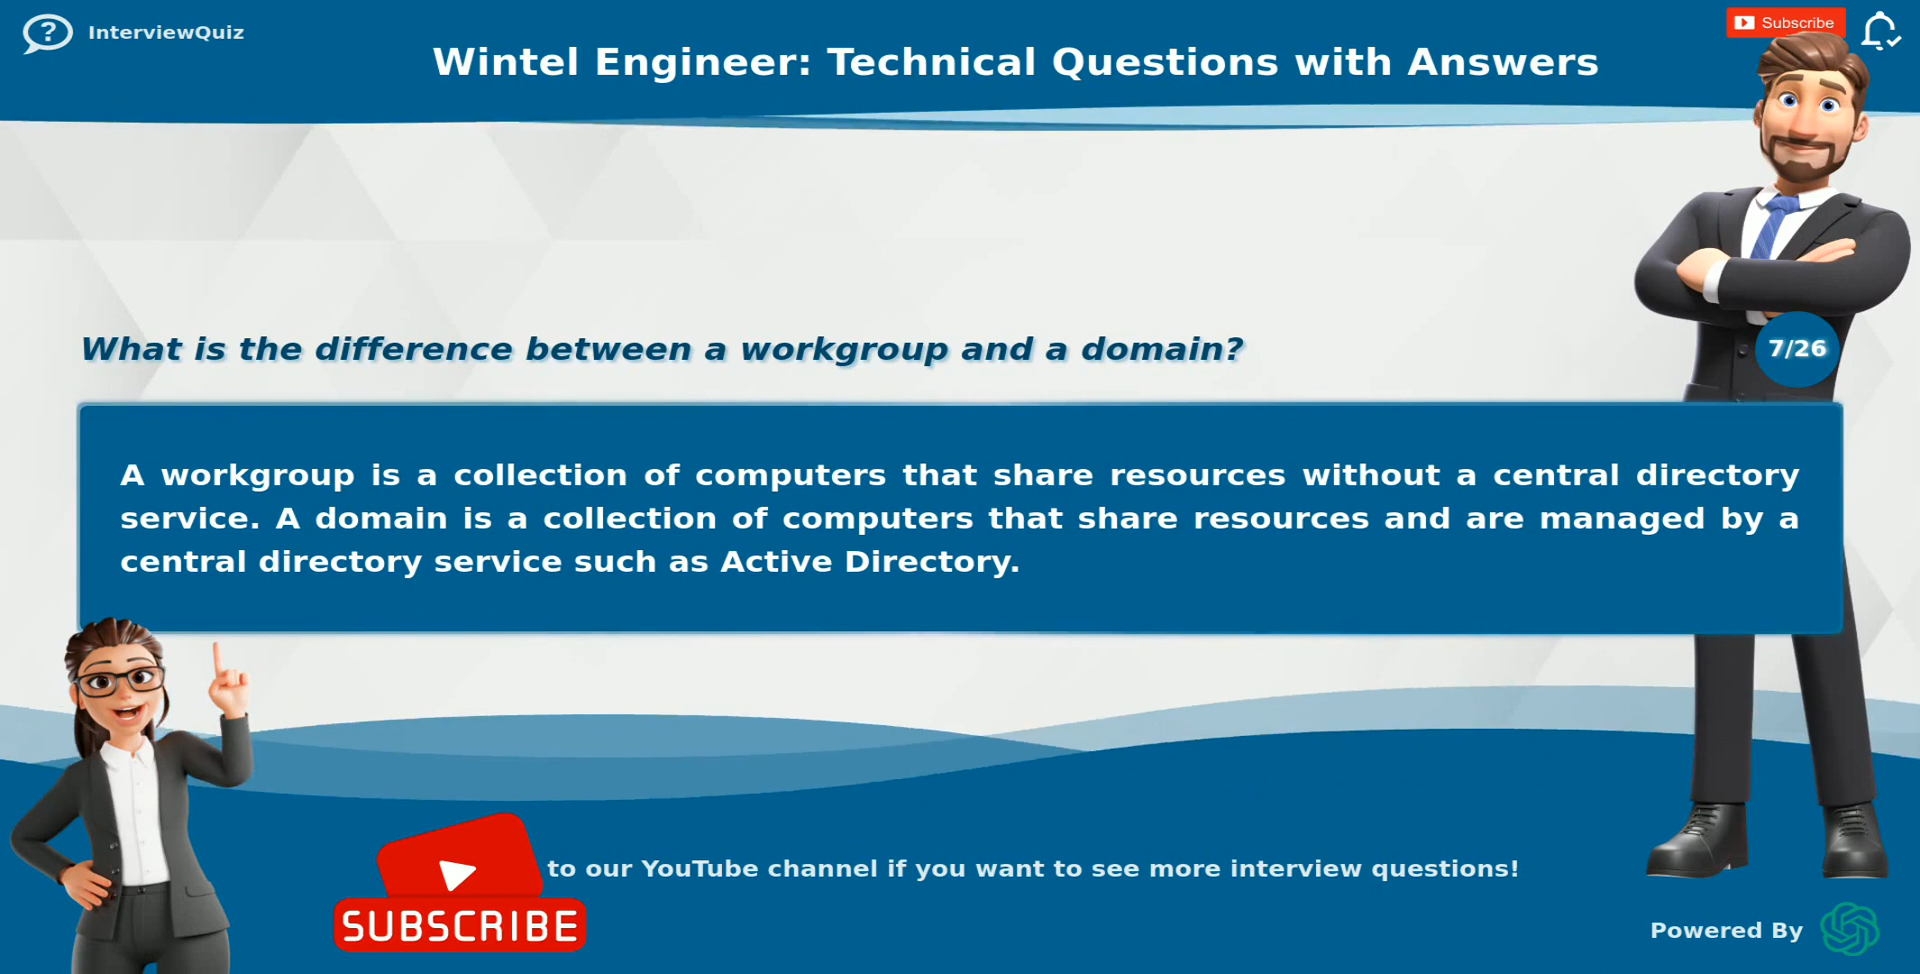 InterviewQuiz
Subscribe
Wintel Engineer: Technical Questions with Answers
What is the difference between a workgroup and a domain?
7/26
A workgroup is a collection of computers that share resources without a central directory
service. A domain is a collection of computers that share resources and are managed by a
central directory service such as Active Directory.
to our YouTube channel if you want to see more interview questions!
SUBSCRIBE
Powered By